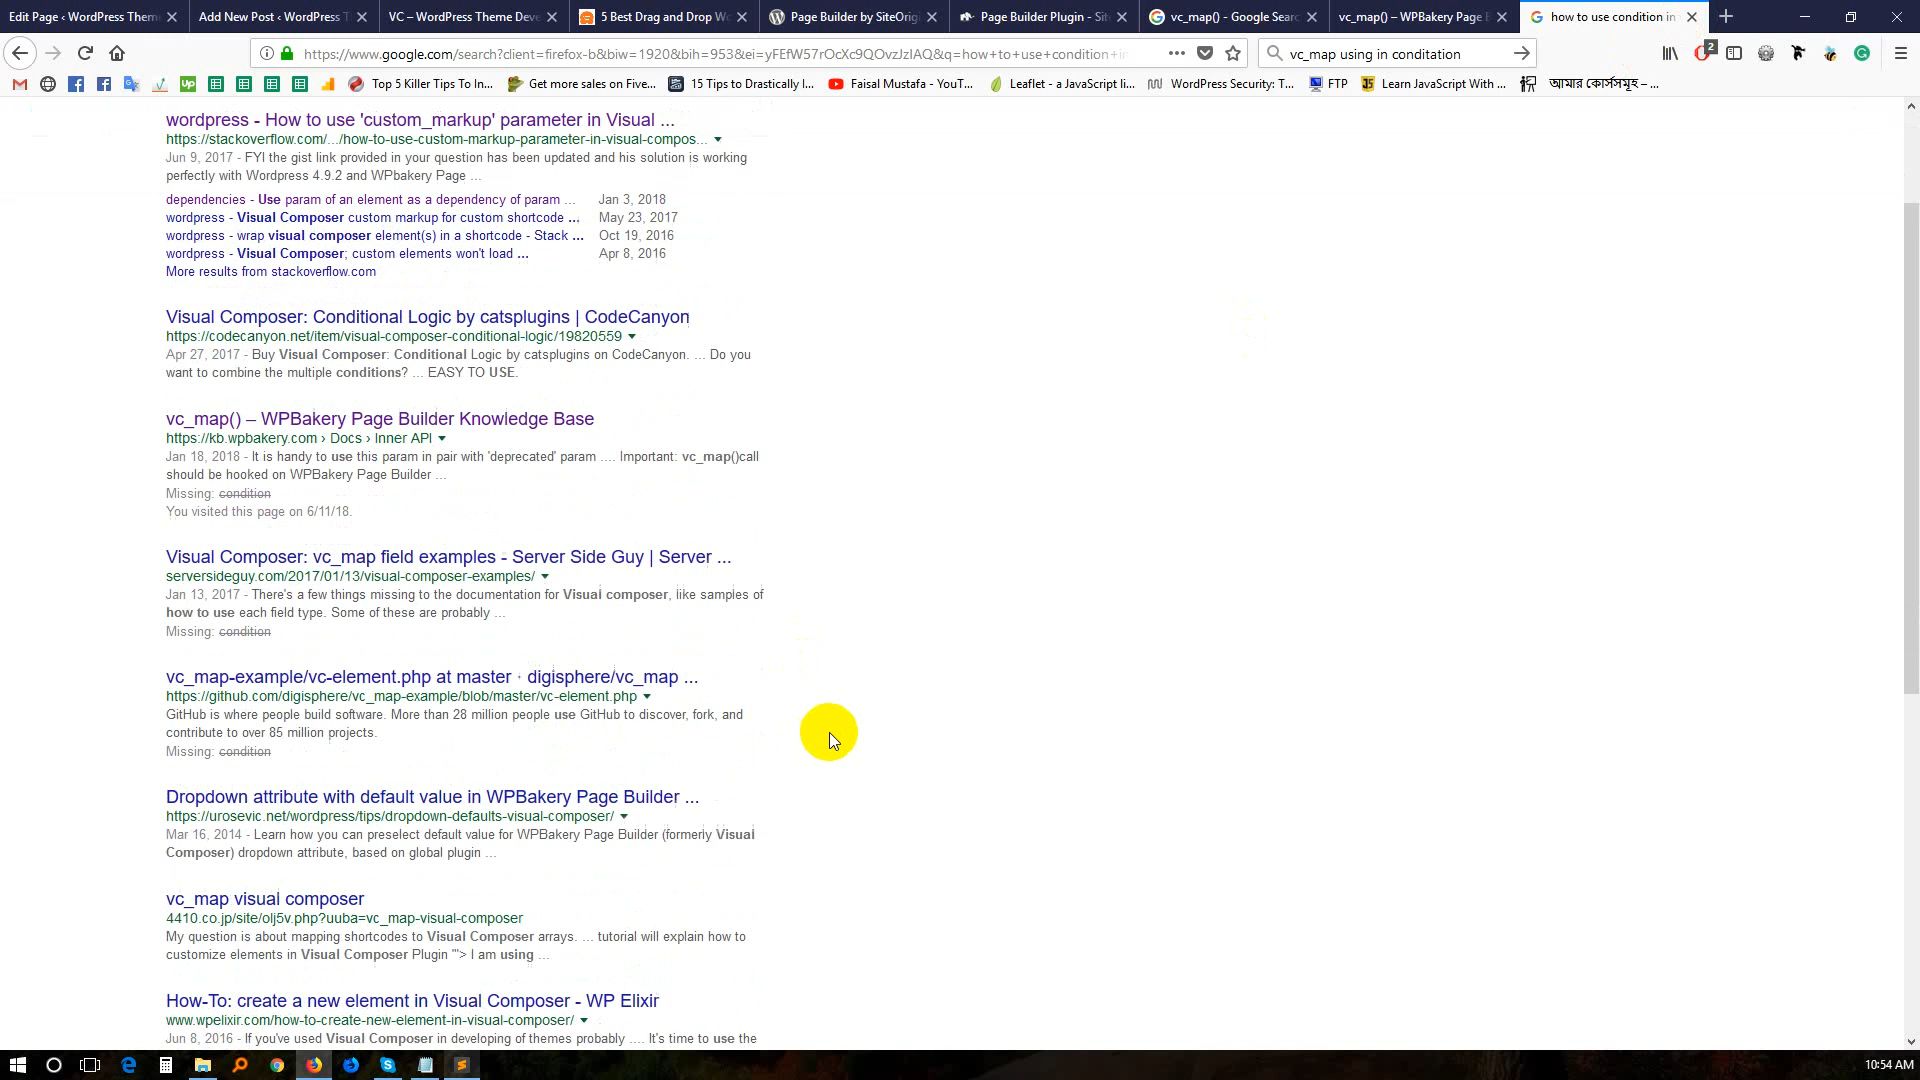 Edit Page ‹ WordPress Them
Add New Post ‹ WordPress T
VC – WordPress Theme Deve
5 Best Drag and Drop Wo
Page Builder by SiteOrigi
Page Builder Plugin - Site
vc_map() - Google Searc
vc_map() – WPBakery Page B
how to use condition in
https://www.google.com/search?client=firefox-b&biw=1920&bih=953&ei=yFEfW57rOcXc9QOvzJzIAQ&q=how+to+use+condition+in
vc_map using in conditation
2
Top 5 Killer Tips To In...
Get more sales on Five...
15 Tips to Drastically I...
Faisal Mustafa - YouT...
Leaflet - a JavaScript li...
WordPress Security: T...
FTP
Learn JavaScript With ...
আমার কোর্সসমূহ – ...
wordpress - How to use 'custom_markup' parameter in Visual ...
https://stackoverflow.com/.../how-to-use-custom-markup-parameter-in-visual-compos...
Jun 9, 2017 - FYI the gist link provided in your question has been updated and his solution is working
perfectly with Wordpress 4.9.2 and WPbakery Page ...
dependencies - Use param of an element as a dependency of param ... Jan 3, 2018
wordpress - Visual Composer custom markup for custom shortcode ... May 23, 2017
wordpress - wrap visual composer element(s) in a shortcode - Stack ... Oct 19, 2016
wordpress - Visual Composer; custom elements won't load ... Apr 8, 2016
More results from stackoverflow.com
Visual Composer: Conditional Logic by catsplugins | CodeCanyon
https://codecanyon.net/item/visual-composer-conditional-logic/19820559
Apr 27, 2017 - Buy Visual Composer: Conditional Logic by catsplugins on CodeCanyon. ... Do you
want to combine the multiple conditions? ... EASY TO USE.
vc_map() – WPBakery Page Builder Knowledge Base
https://kb.wpbakery.com › Docs › Inner API
Jan 18, 2018 - It is handy to use this param in pair with 'deprecated' param .... Important: vc_map()call
should be hooked on WPBakery Page Builder ...
Missing: condition
You visited this page on 6/11/18.
Visual Composer: vc_map field examples - Server Side Guy | Server ...
serversideguy.com/2017/01/13/visual-composer-examples/
Jan 13, 2017 - There's a few things missing to the documentation for Visual composer, like samples of
how to use each field type. Some of these are probably ...
Missing: condition
vc_map-example/vc-element.php at master · digisphere/vc_map ...
https://github.com/digisphere/vc_map-example/blob/master/vc-element.php
GitHub is where people build software. More than 28 million people use GitHub to discover, fork, and
contribute to over 85 million projects.
Missing: condition
Dropdown attribute with default value in WPBakery Page Builder ...
https://urosevic.net/wordpress/tips/dropdown-defaults-visual-composer/
Mar 16, 2014 - Learn how you can preselect default value for WPBakery Page Builder (formerly Visual
Composer) dropdown attribute, based on global plugin ...
vc_map visual composer
4410.co.jp/site/olj5v.php?uuba=vc_map-visual-composer
My question is about mapping shortcodes to Visual Composer arrays. ... tutorial will explain how to
customize elements in Visual Composer Plugin '"> I am using ...
How-To: create a new element in Visual Composer - WP Elixir
www.wpelixir.com/how-to-create-new-element-in-visual-composer/
Jun 8, 2016 - If you've used Visual Composer in developing of themes probably .... It's time to use the
10:54 AM